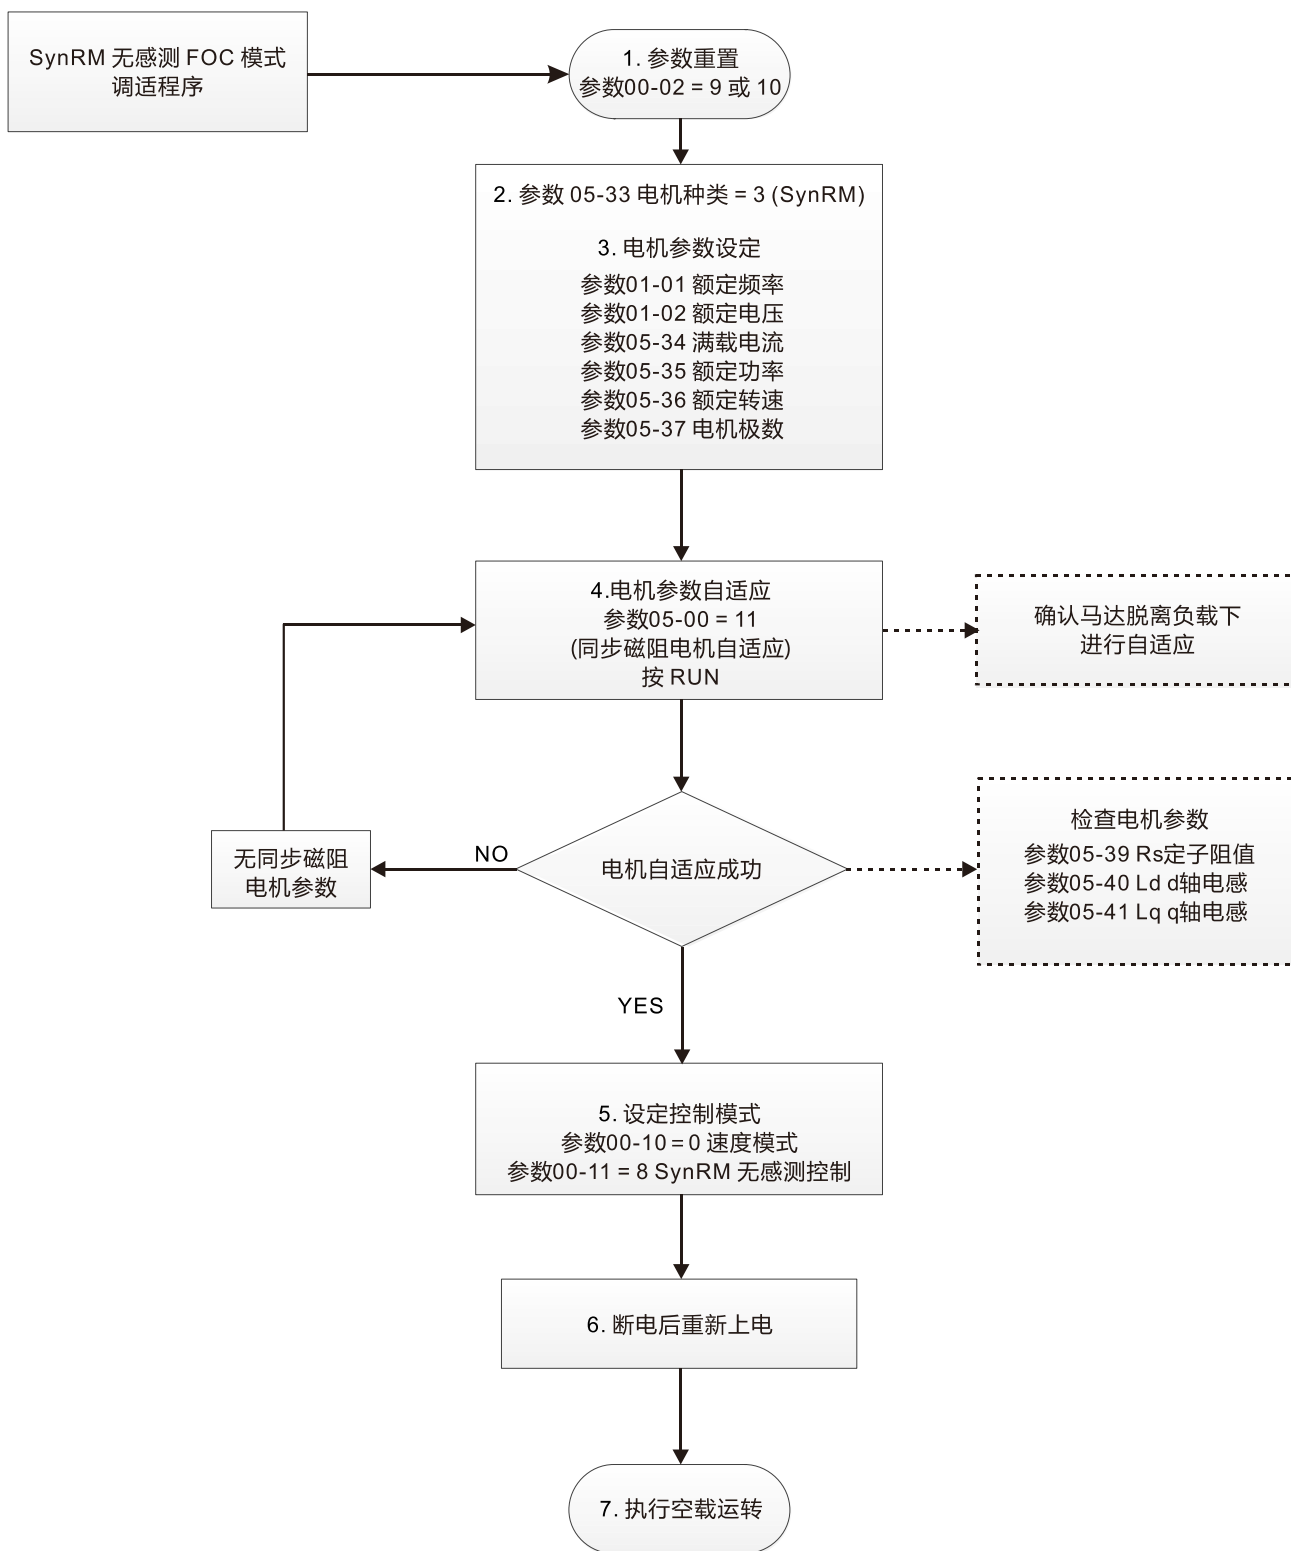 SynRM 无感测 FOC 模式
调适程序
1. 参数重置
参数00-02 = 9 或 10
2. 参数 05-33 电机种类 = 3 (SynRM)
3. 电机参数设定
参数01-01 额定频率
参数01-02 额定电压
参数05-34 满载电流
参数05-35 额定功率
参数05-36 额定转速
参数05-37 电机极数
4.电机参数自适应
参数05-00 = 11
(同步磁阻电机自适应)
按 RUN
确认马达脱离负载下
进行自适应
电机自适应成功
NO
无同步磁阻
电机参数
检查电机参数
参数05-39 Rs定子阻值
参数05-40 Ld d轴电感
参数05-41 Lq q轴电感
YES
5. 设定控制模式
参数00-10 = 0 速度模式
参数00-11 = 8 SynRM 无感测控制
6. 断电后重新上电
7. 执行空载运转